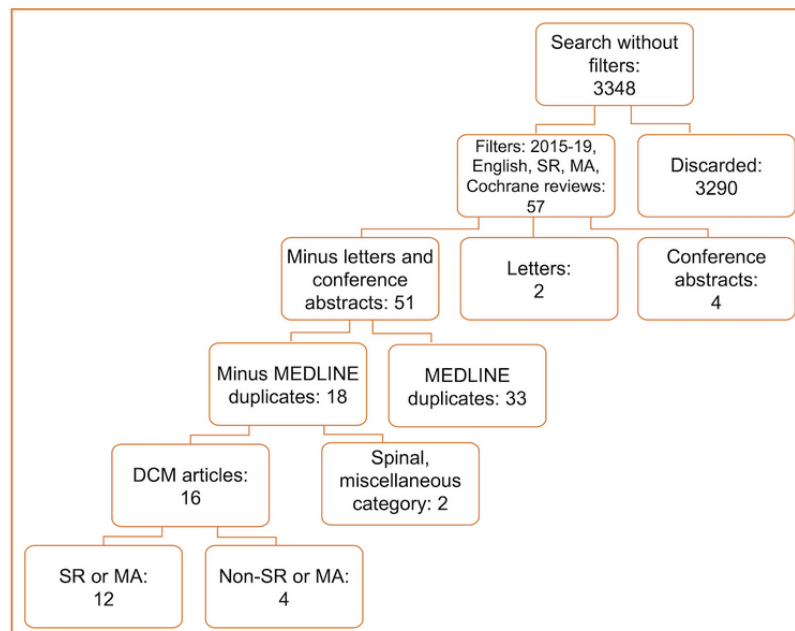 Search without
filters:
3348
Filters: 2015-19,
English, SR, MA,
Cochrane reviews:
57
Discarded:
3290
Minus letters and
conference
abstracts: 51
Letters:
2
Conference
abstracts:
4
Minus MEDLINE
duplicates: 18
MEDLINE
duplicates: 33
DCM articles:
16
Spinal,
miscellaneous
category: 2
SR or MA:
12
Non-SR or MA:
4